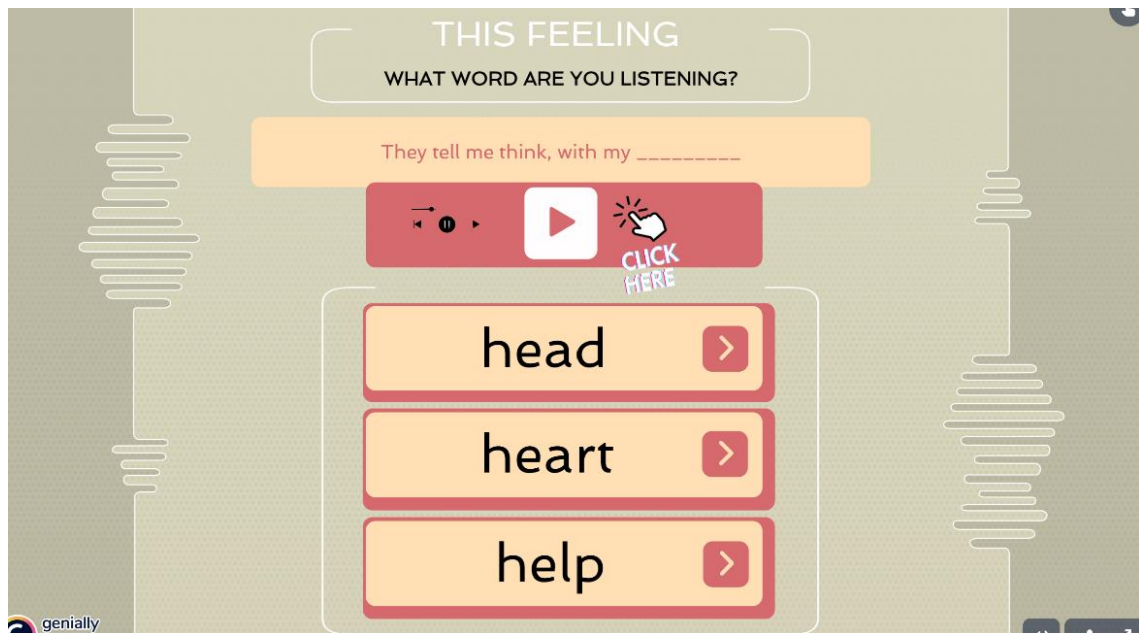 THIS FEELING
WHAT WORD ARE YOU LISTENING?
They tell me think, with my _________
CLICK
HERE
head
heart
help
genially